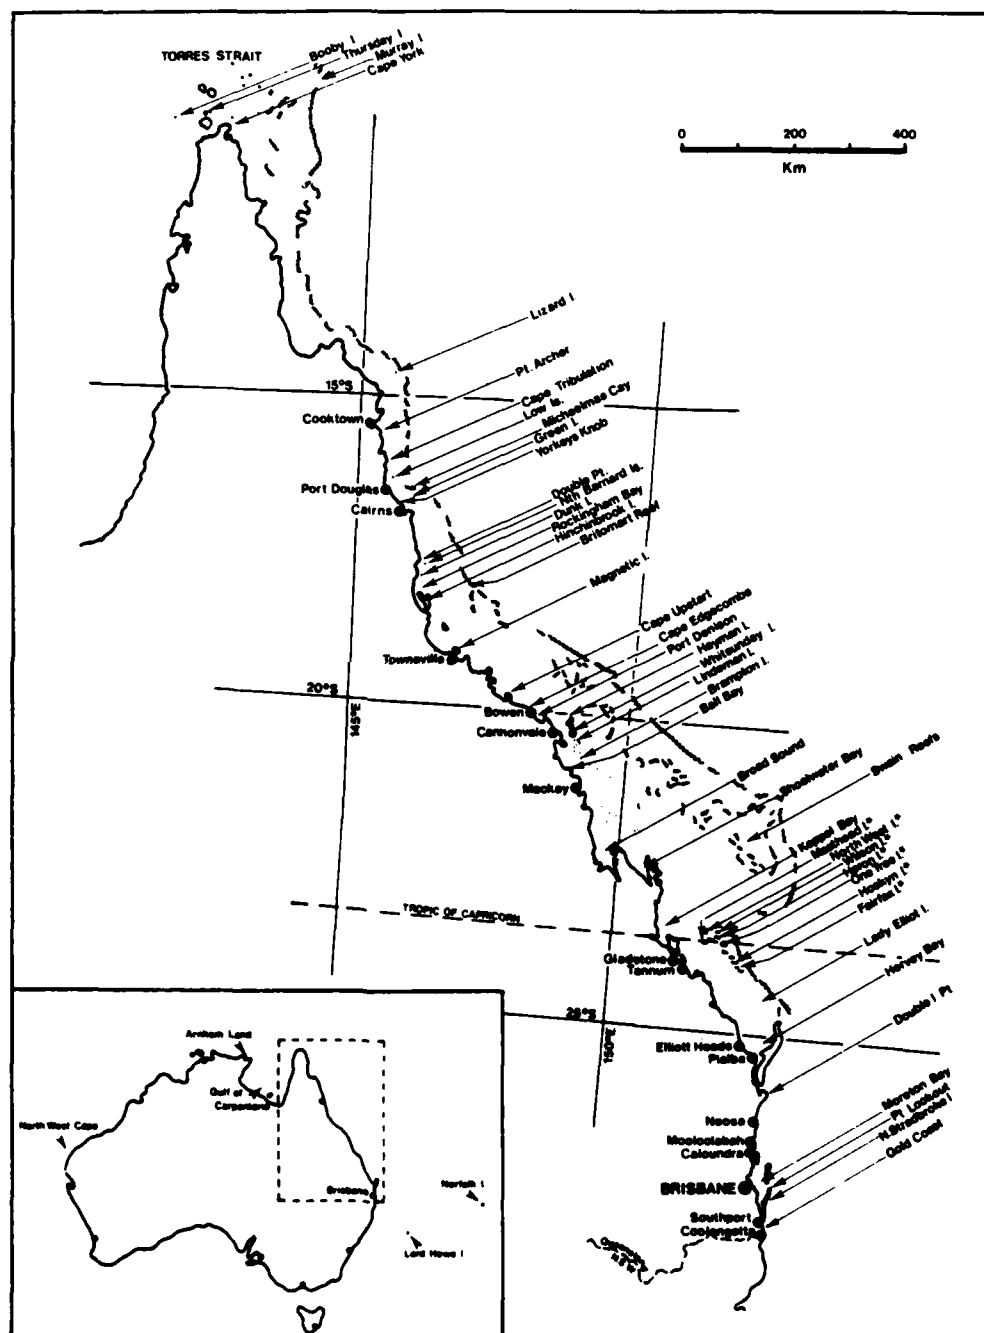 TORRES STRAIT
Booby I.
Thursday I.
Murray I.
Cape York
0 200 400
Km
Lizard I.
Pt. Archer
Cape Tribulation
Low Is.
Michaelmas Cay
Green I.
Yorkeys Knob
15°S
Cooktown
Port Douglas
Cairns
Double Pt.
Nth Barnard Is.
Dunk I.
Rockingham Bay
Hinchinbrook I.
Britomart Reef
Magnetic I.
Townsville
Cape Upstart
Cape Edgecombe
Port Denison
Hayman I.
Whitsunday I.
Lindeman I.
Brampton I.
Ball Bay
20°S
145°E
Bowen
Cannonvale
Mackay
Broad Sound
Shoalwater Bay
Swain Reefs
Keppel Bay
Masthead I.*
North West I.*
Wilson I.*
Heron I.*
One Tree I.*
Hoskyn I.*
Fairfax I.*
Lady Elliot I.
Hervey Bay
Double I. Pt.
TROPIC OF CAPRICORN
Gladstone
Tannum
25°S
150°E
Elliott Heads
Pialba
Noosa
Mooloolabah
Caloundra
BRISBANE
Southport
Coolangatta
Moreton Bay
Pt. Lookout
N. Stradbroke I.
Gold Coast
Queensland
N.S.W.
Arnhem Land
Gulf of
Carpentaria
North West Cape
Brisbane
Norfolk I.
Lord Howe I.